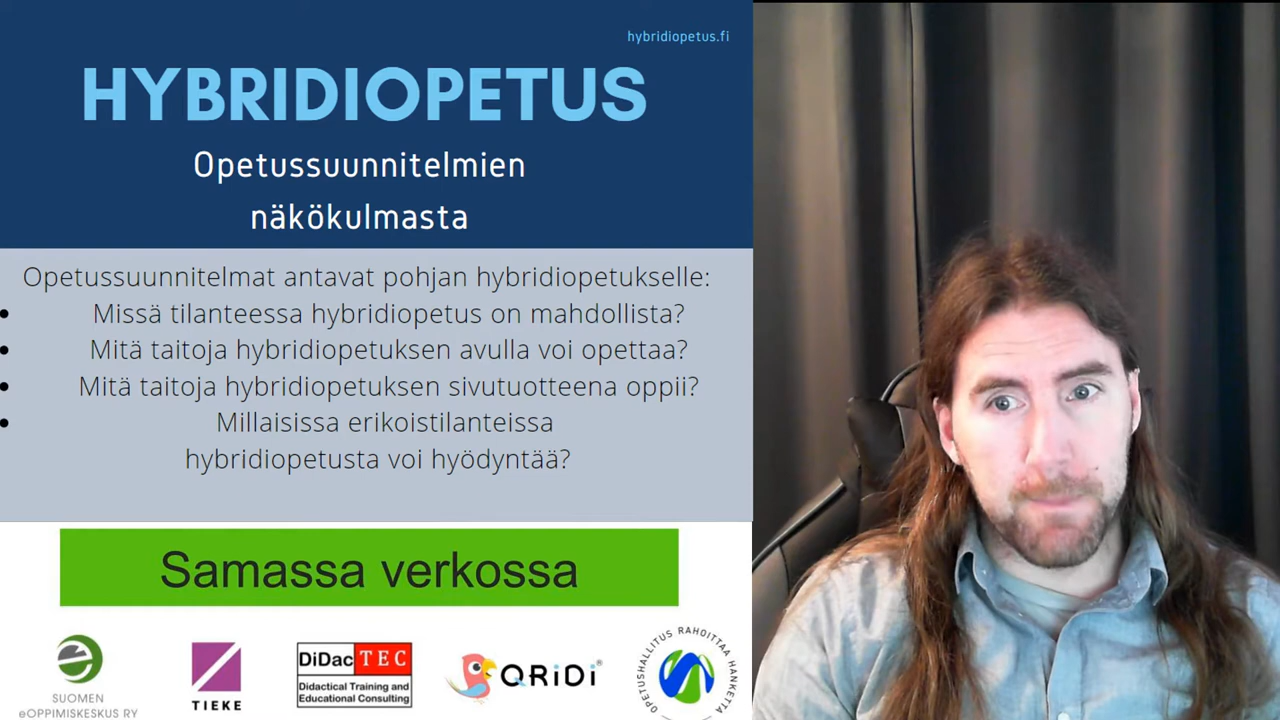 hybridiopetus.fi
HYBRIDIOPETUS
Opetussuunnitelmien
näkökulmasta
Opetussuunnitelmat antavat pohjan hybridiopetukselle:
• Missä tilanteessa hybridiopetus on mahdollista?
• Mitä taitoja hybridiopetuksen avulla voi opettaa?
• Mitä taitoja hybridiopetuksen sivutuotteena oppii?
• Millaisissa erikoistilanteissa
hybridiopetusta voi hyödyntää?
Samassa verkossa
SUOMEN
eOPPIMISKESKUS RY
TIEKE
DiDacTEC
Didactical Training and
Educational Consulting
QRiDi®
OPETUSHALLITUS RAHOITTAA HANKETTA